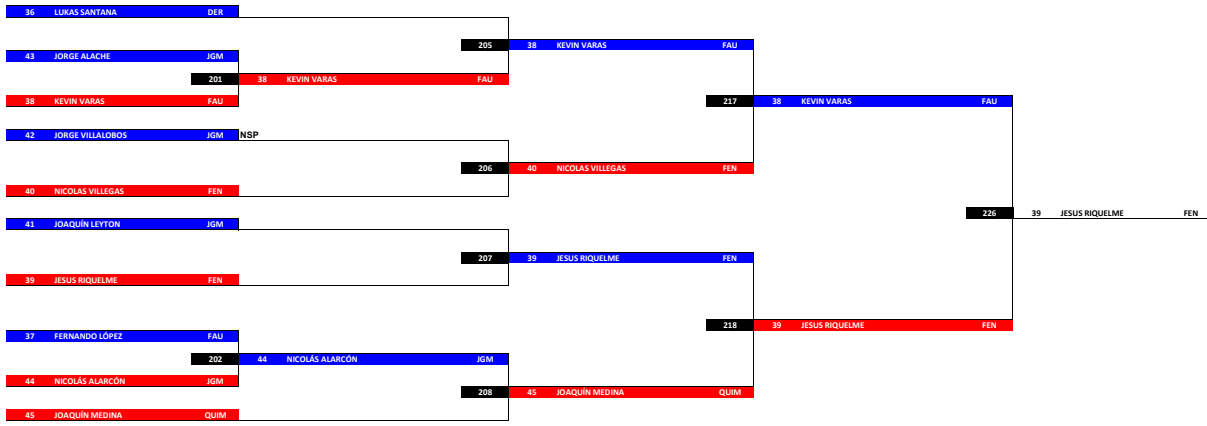 36 LUKAS SANTANA DER
205 38 KEVIN VARAS FAU
43 JORGE ALACHE JGM
201 38 KEVIN VARAS FAU
38 KEVIN VARAS FAU
217 38 KEVIN VARAS FAU
42 JORGE VILLALOBOS JGM NSP
206 40 NICOLAS VILLEGAS FEN
40 NICOLAS VILLEGAS FEN
226 39 JESUS RIQUELME FEN
41 JOAQUÍN LEYTON JGM
207 39 JESUS RIQUELME FEN
39 JESUS RIQUELME FEN
218 39 JESUS RIQUELME FEN
37 FERNANDO LÓPEZ FAU
202 44 NICOLÁS ALARCÓN JGM
44 NICOLÁS ALARCÓN JGM
208 45 JOAQUÍN MEDINA QUIM
45 JOAQUÍN MEDINA QUIM